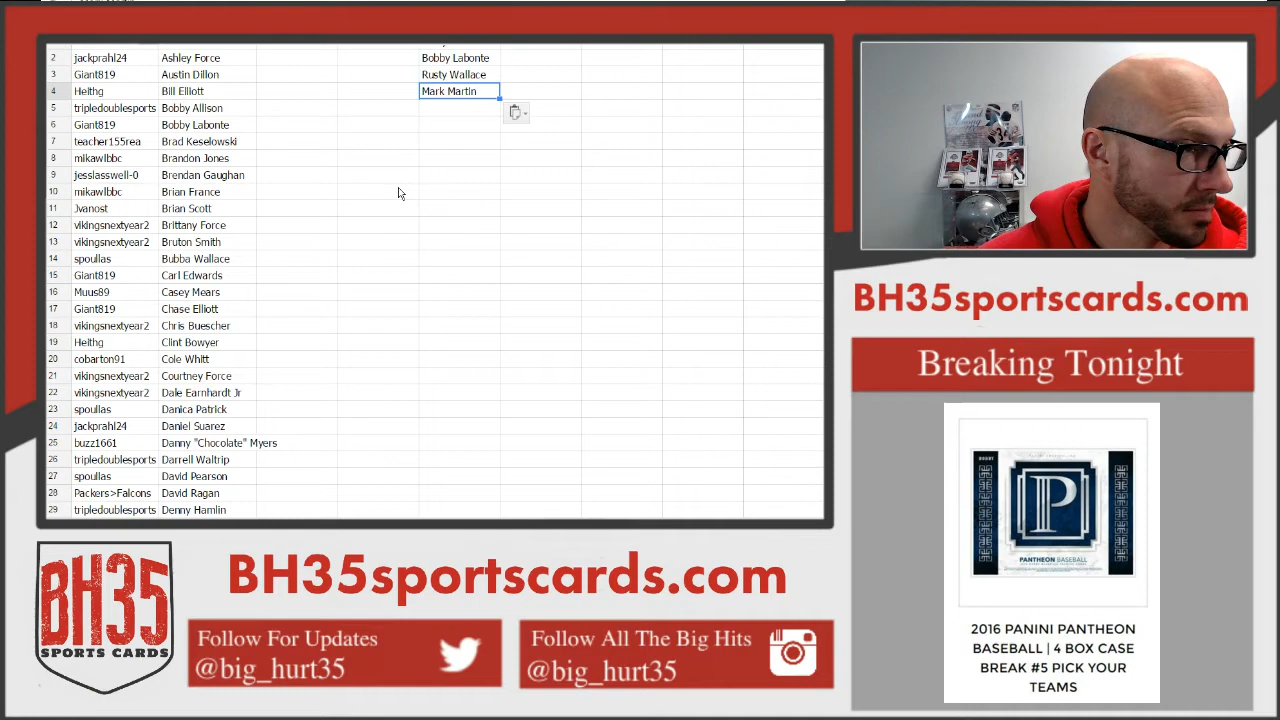 2 jackprahl24 Ashley Force Bobby Labonte
3 Giant819 Austin Dillon Rusty Wallace
4 Heithg Bill Elliott Mark Martin
5 tripledoublesports Bobby Allison
6 Giant819 Bobby Labonte
7 teacher155rea Brad Keselowski
8 mikawlbbc Brandon Jones
9 jesslasswell-0 Brendan Gaughan
10 mikawlbbc Brian France
11 Jvanost Brian Scott
12 vikingsnextyear2 Brittany Force
13 vikingsnextyear2 Bruton Smith
14 spoullas Bubba Wallace
15 Giant819 Carl Edwards
16 Muus89 Casey Mears
17 Giant819 Chase Elliott
18 vikingsnextyear2 Chris Buescher
19 Heithg Clint Bowyer
20 cobarton91 Cole Whitt
21 vikingsnextyear2 Courtney Force
22 vikingsnextyear2 Dale Earnhardt Jr
23 spoullas Danica Patrick
24 jackprahl24 Daniel Suarez
25 buzz1661 Danny "Chocolate" Myers
26 tripledoublesports Darrell Waltrip
27 spoullas David Pearson
28 Packers>Falcons David Ragan
29 tripledoublesports Denny Hamlin
BH35sportscards.com
Breaking Tonight
P
PANTHEON BASEBALL
2016 PANINI PANTHEON
BASEBALL | 4 BOX CASE
BREAK #5 PICK YOUR
TEAMS
BH35
SPORTS CARDS
BH35sportscards.com
Follow For Updates
@big_hurt35
Follow All The Big Hits
@big_hurt35